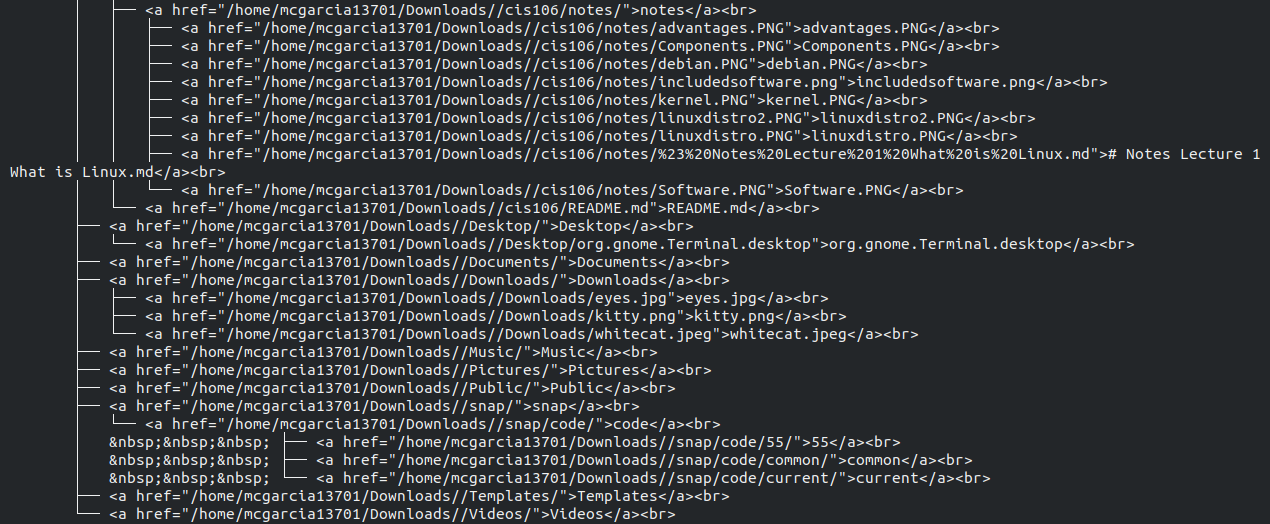 ├── <a href="/home/mcgarcia13701/Downloads//cis106/notes/">notes</a><br>
├── <a href="/home/mcgarcia13701/Downloads//cis106/notes/advantages.PNG">advantages.PNG</a><br>
├── <a href="/home/mcgarcia13701/Downloads//cis106/notes/Components.PNG">Components.PNG</a><br>
├── <a href="/home/mcgarcia13701/Downloads//cis106/notes/debian.PNG">debian.PNG</a><br>
├── <a href="/home/mcgarcia13701/Downloads//cis106/notes/includedsoftware.png">includedsoftware.png</a><br>
├── <a href="/home/mcgarcia13701/Downloads//cis106/notes/kernel.PNG">kernel.PNG</a><br>
├── <a href="/home/mcgarcia13701/Downloads//cis106/notes/linuxdistro2.PNG">linuxdistro2.PNG</a><br>
├── <a href="/home/mcgarcia13701/Downloads//cis106/notes/linuxdistro.PNG">linuxdistro.PNG</a><br>
├── <a href="/home/mcgarcia13701/Downloads//cis106/notes/%23%20Notes%20Lecture%201%20What%20is%20Linux.md"># Notes Lecture 1
What is Linux.md</a><br>
└── <a href="/home/mcgarcia13701/Downloads//cis106/notes/Software.PNG">Software.PNG</a><br>
└── <a href="/home/mcgarcia13701/Downloads//cis106/README.md">README.md</a><br>
├── <a href="/home/mcgarcia13701/Downloads//Desktop/">Desktop</a><br>
└── <a href="/home/mcgarcia13701/Downloads//Desktop/org.gnome.Terminal.desktop">org.gnome.Terminal.desktop</a><br>
├── <a href="/home/mcgarcia13701/Downloads//Documents/">Documents</a><br>
├── <a href="/home/mcgarcia13701/Downloads//Downloads/">Downloads</a><br>
├── <a href="/home/mcgarcia13701/Downloads//Downloads/eyes.jpg">eyes.jpg</a><br>
├── <a href="/home/mcgarcia13701/Downloads//Downloads/kitty.png">kitty.png</a><br>
└── <a href="/home/mcgarcia13701/Downloads//Downloads/whitecat.jpeg">whitecat.jpeg</a><br>
├── <a href="/home/mcgarcia13701/Downloads//Music/">Music</a><br>
├── <a href="/home/mcgarcia13701/Downloads//Pictures/">Pictures</a><br>
├── <a href="/home/mcgarcia13701/Downloads//Public/">Public</a><br>
├── <a href="/home/mcgarcia13701/Downloads//snap/">snap</a><br>
└── <a href="/home/mcgarcia13701/Downloads//snap/code/">code</a><br>
&nbsp;&nbsp;&nbsp; ├── <a href="/home/mcgarcia13701/Downloads//snap/code/55/">55</a><br>
&nbsp;&nbsp;&nbsp; ├── <a href="/home/mcgarcia13701/Downloads//snap/code/common/">common</a><br>
&nbsp;&nbsp;&nbsp; └── <a href="/home/mcgarcia13701/Downloads//snap/code/current/">current</a><br>
├── <a href="/home/mcgarcia13701/Downloads//Templates/">Templates</a><br>
└── <a href="/home/mcgarcia13701/Downloads//Videos/">Videos</a><br>